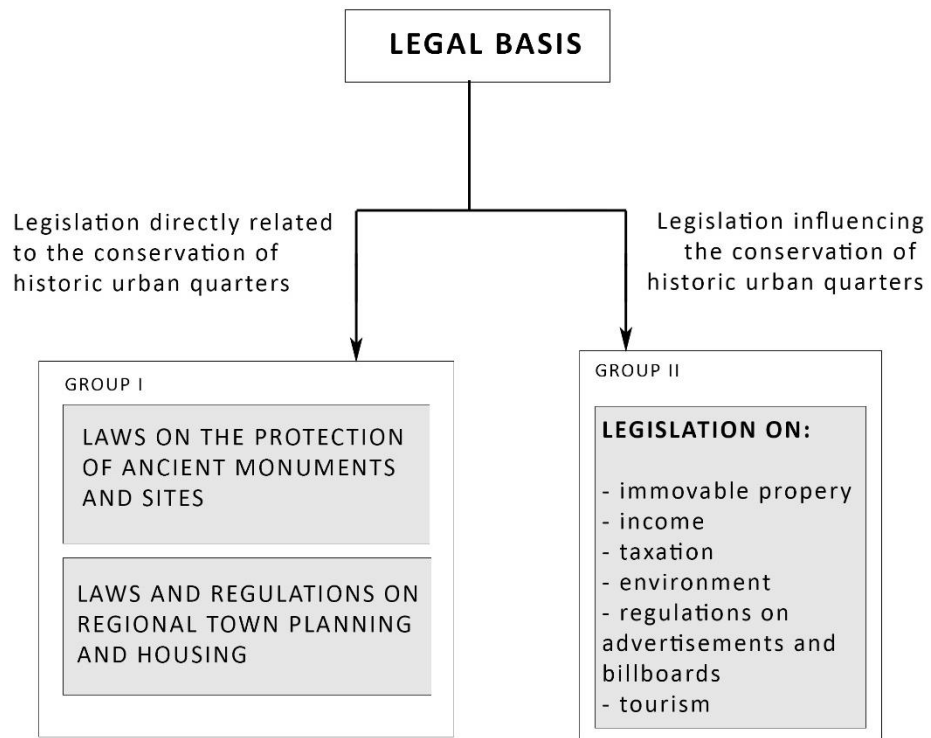 LEGAL BASIS
Legislation directly related
to the conservation of
historic urban quarters
Legislation influencing
the conservation of
historic urban quarters
GROUP I
LAWS ON THE PROTECTION
OF ANCIENT MONUMENTS
AND SITES
LAWS AND REGULATIONS ON
REGIONAL TOWN PLANNING
AND HOUSING
GROUP II
LEGISLATION ON:
- immovable propery
- income
- taxation
- environment
- regulations on
advertisements and
billboards
- tourism